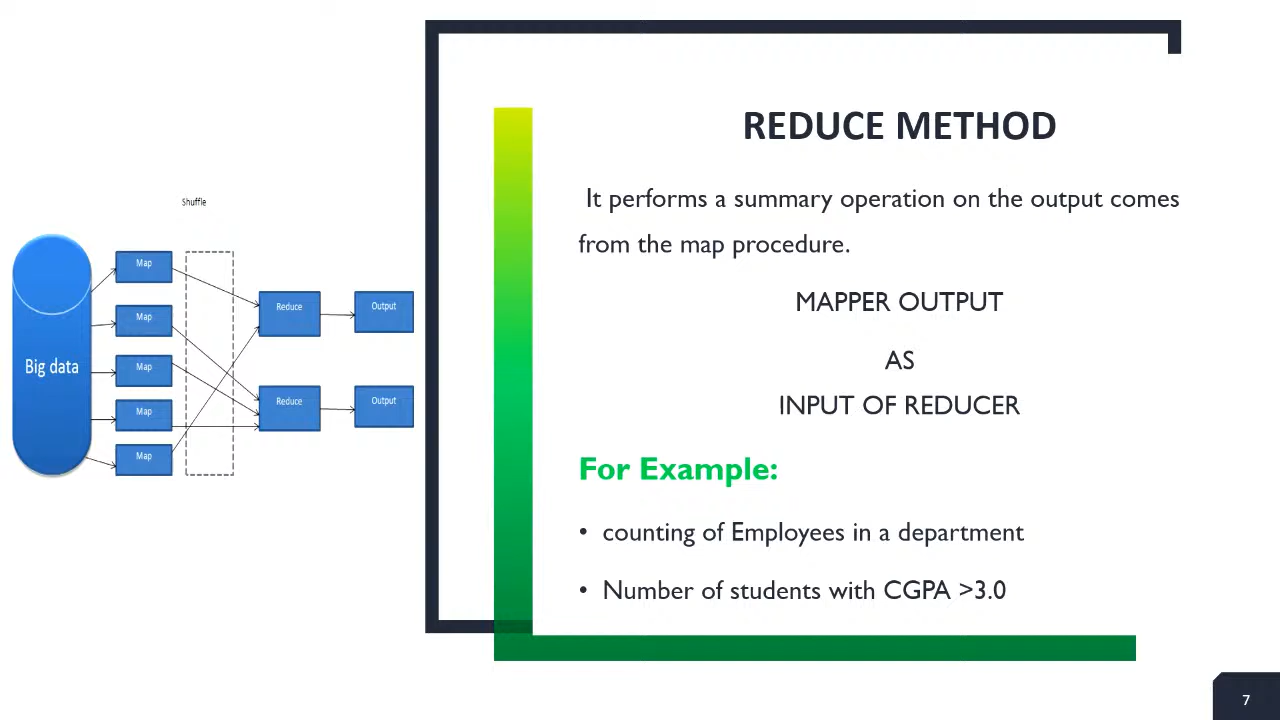 REDUCE METHOD
It performs a summary operation on the output comes
from the map procedure.
MAPPER OUTPUT
AS
INPUT OF REDUCER
For Example:
• counting of Employees in a department
• Number of students with CGPA >3.0
Shuffle
Big data
Map
Map
Map
Map
Map
Reduce
Reduce
Output
Output
7